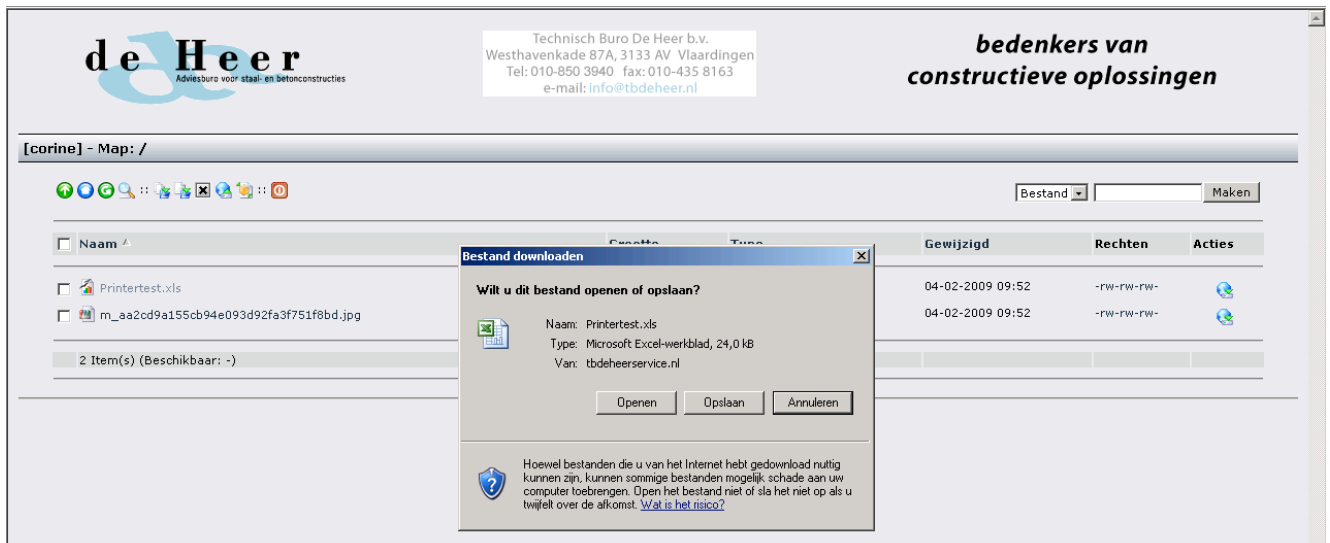 de Heer
Adviesburo voor staal- en betonconstructies
Technisch Buro De Heer b.v.
Westhavenkade 87A, 3133 AV Vlaardingen
Tel: 010-850 3940 fax: 010-435 8163
e-mail: info@tbdeheer.nl
bedenkers van
constructieve oplossingen
[corine] - Map: /
Bestand Maken
Naam Grootte Type Gewijzigd Rechten Acties
Printertest.xls 04-02-2009 09:52 -rw-rw-rw-
m_aa2cd9a155cb94e093d92fa3f751f8bd.jpg 04-02-2009 09:52 -rw-rw-rw-
2 Item(s) (Beschikbaar: -)
Bestand downloaden
Wilt u dit bestand openen of opslaan?
Naam: Printertest.xls
Type: Microsoft Excel-werkblad, 24,0 kB
Van: tbdeheerservice.nl
Openen Opslaan Annuleren
Hoewel bestanden die u van het Internet hebt gedownload nuttig
kunnen zijn, kunnen sommige bestanden mogelijk schade aan uw
computer toebrengen. Open het bestand niet of sla het niet op als u
twijfelt over de afkomst. Wat is het risico?